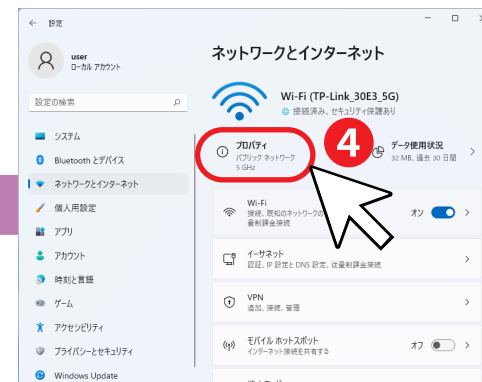 設定
user
ローカル アカウント
設定の検索
システム
Bluetooth とデバイス
ネットワークとインターネット
個人用設定
アプリ
アカウント
時刻と言語
ゲーム
アクセシビリティ
プライバシーとセキュリティ
Windows Update
ネットワークとインターネット
Wi-Fi (TP-Link_30E3_5G)
接続済み、セキュリティ保護あり
プロパティ
パブリック ネットワーク
5 GHz
4
データ使用状況
32 MB、過去 30 日間
Wi-Fi
接続、既知のネットワークの
量制課金接続
オン
イーサネット
認証、IP 設定と DNS 設定、従量制課金接続
VPN
追加、接続、管理
モバイル ホットスポット
インターネット接続を共有する
オフ